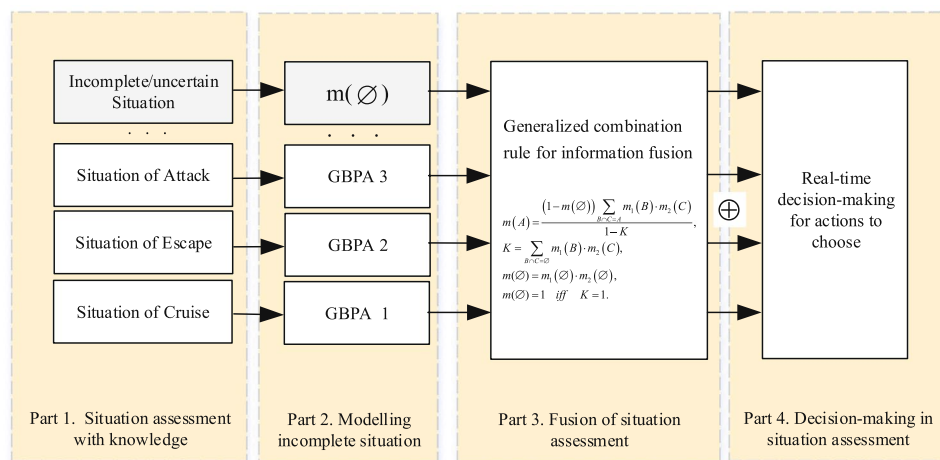 Incomplete/uncertain
Situation
. . .
Situation of Attack
Situation of Escape
Situation of Cruise
Part 1. Situation assessment
with knowledge
m(∅)
. . .
GBPA 3
GBPA 2
GBPA 1
Part 2. Modelling
incomplete situation
Generalized combination
rule for information fusion
m(A) = (1−m(∅)) ∑_{B∩C=A} m₁(B)·m₂(C) / 1−K,
K = ∑_{B∩C=∅} m₁(B)·m₂(C),
m(∅) = m₁(∅)·m₂(∅),
m(∅) = 1 iff K = 1.
Part 3. Fusion of situation
assessment
⊕
Real-time
decision-making
for actions to
choose
Part 4. Decision-making in
situation assessment